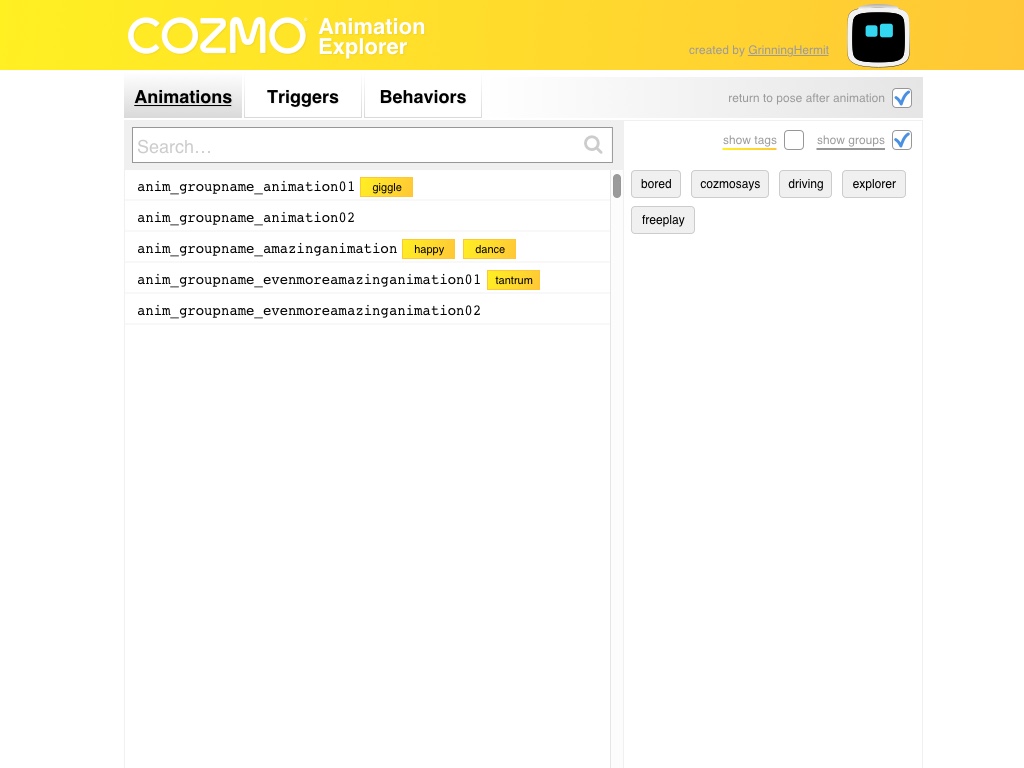 COZMO Animation Explorer
created by GrinningHermit
Animations Triggers Behaviors return to pose after animation
Search...
show tags show groups
anim_groupname_animation01 giggle
anim_groupname_animation02
anim_groupname_amazinganimation happy dance
anim_groupname_evenmoreamazinganimation01 tantrum
anim_groupname_evenmoreamazinganimation02
bored cozmosays driving explorer
freeplay